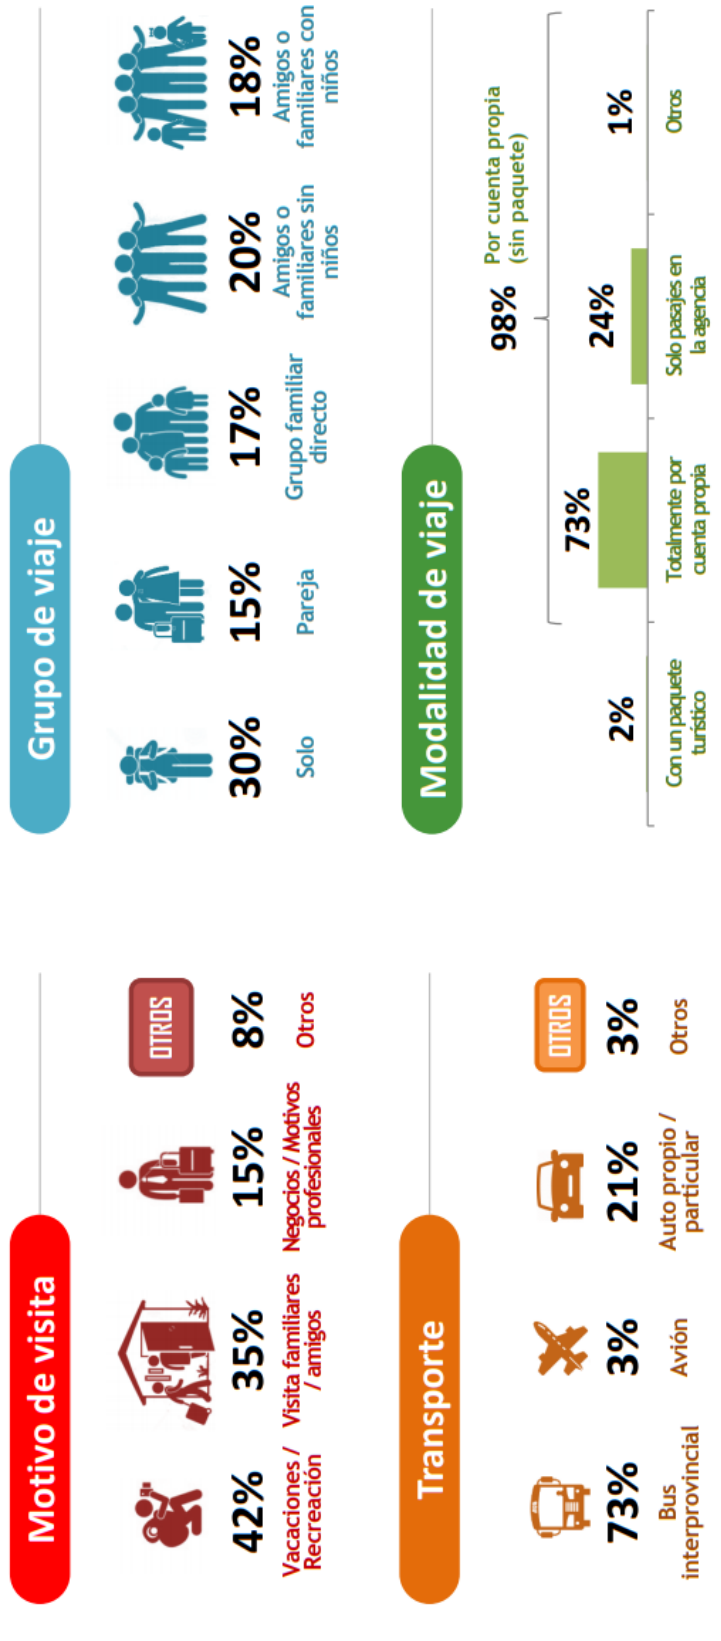 Motivo de visita
OTROS
42%
35%
15%
8%
Vacaciones /
Recreación
Visita familiares
/ amigos
Negocios / Motivos
profesionales
Otros
Grupo de viaje
30%
15%
17%
20%
18%
Solo
Pareja
Grupo familiar
directo
Amigos o
familiares sin
niños
Amigos o
familiares con
niños
Transporte
OTROS
73%
3%
21%
3%
Bus
interprovincial
Avión
Auto propio /
particular
Otros
Modalidad de viaje
98%
Por cuenta propia
(sin paquete)
2%
73%
24%
1%
Con un paquete
turístico
Totalmente por
cuenta propia
Solo pasajes en
la agencia
Otros